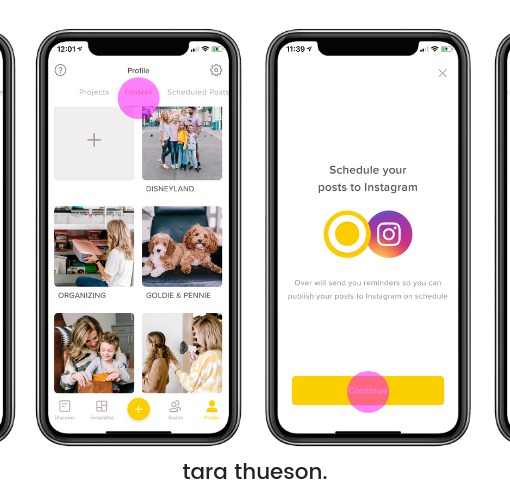 12:01
Profile
Projects
Folders
Scheduled Posts
DISNEYLAND
ORGANIZING
GOLDIE & PENNIE
Discover
Templates
Teams
Profile
11:39
Schedule your
posts to Instagram
Over will send you reminders so you can
publish your posts to Instagram on schedule
Continue
tara thueson.